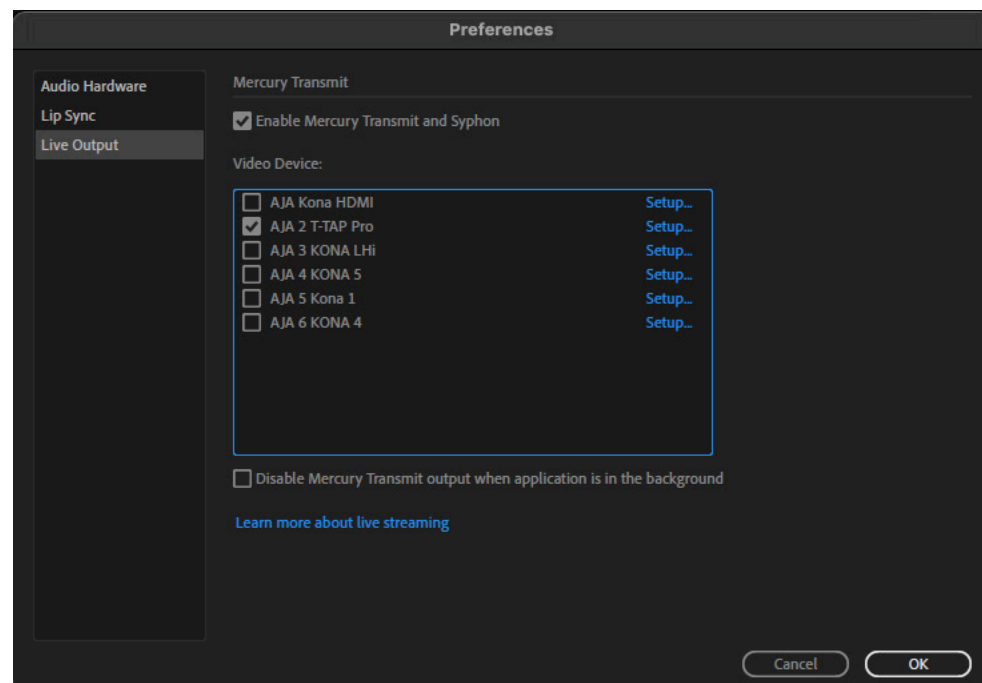 Preferences
Audio Hardware
Lip Sync
Live Output
Mercury Transmit
Enable Mercury Transmit and Syphon
Video Device:
AJA Kona HDMI Setup...
AJA 2 T-TAP Pro Setup...
AJA 3 KONA LHi Setup...
AJA 4 KONA 5 Setup...
AJA 5 Kona 1 Setup...
AJA 6 KONA 4 Setup...
Disable Mercury Transmit output when application is in the background
Learn more about live streaming
Cancel OK